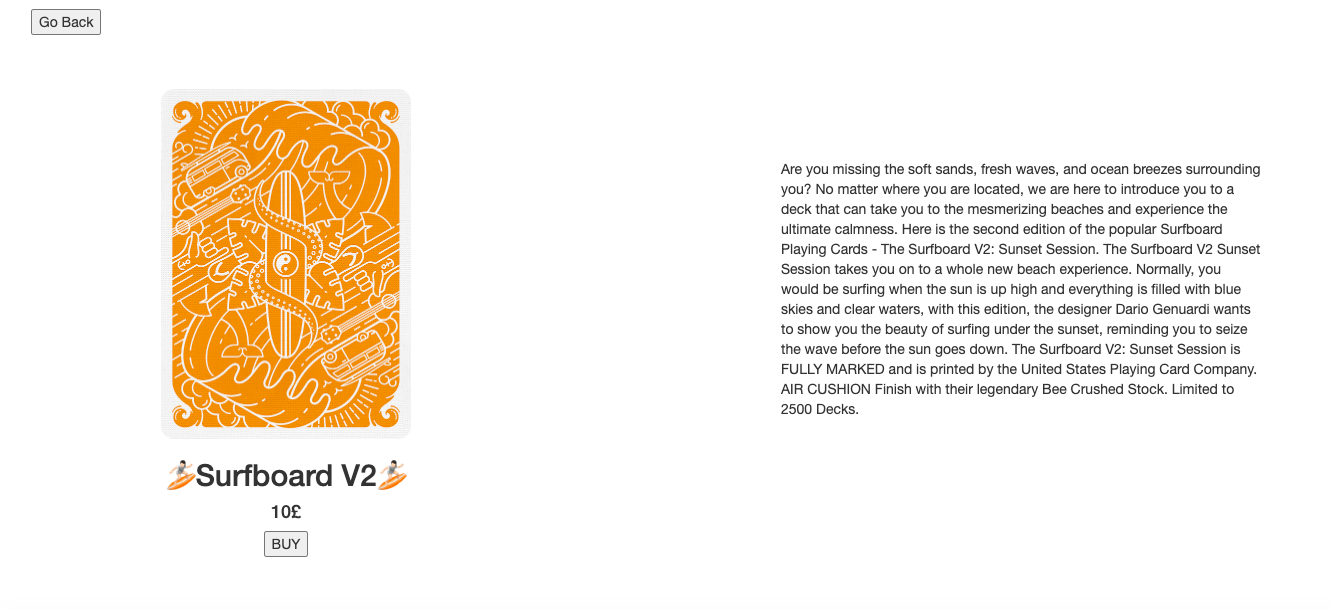 Go Back
Are you missing the soft sands, fresh waves, and ocean breezes surrounding
you? No matter where you are located, we are here to introduce you to a
deck that can take you to the mesmerizing beaches and experience the
ultimate calmness. Here is the second edition of the popular Surfboard
Playing Cards - The Surfboard V2: Sunset Session. The Surfboard V2 Sunset
Session takes you on to a whole new beach experience. Normally, you
would be surfing when the sun is up high and everything is filled with blue
skies and clear waters, with this edition, the designer Dario Genuardi wants
to show you the beauty of surfing under the sunset, reminding you to seize
the wave before the sun goes down. The Surfboard V2: Sunset Session is
FULLY MARKED and is printed by the United States Playing Card Company.
AIR CUSHION Finish with their legendary Bee Crushed Stock. Limited to
2500 Decks.
🏄🏻Surfboard V2🏄🏻
10£
BUY